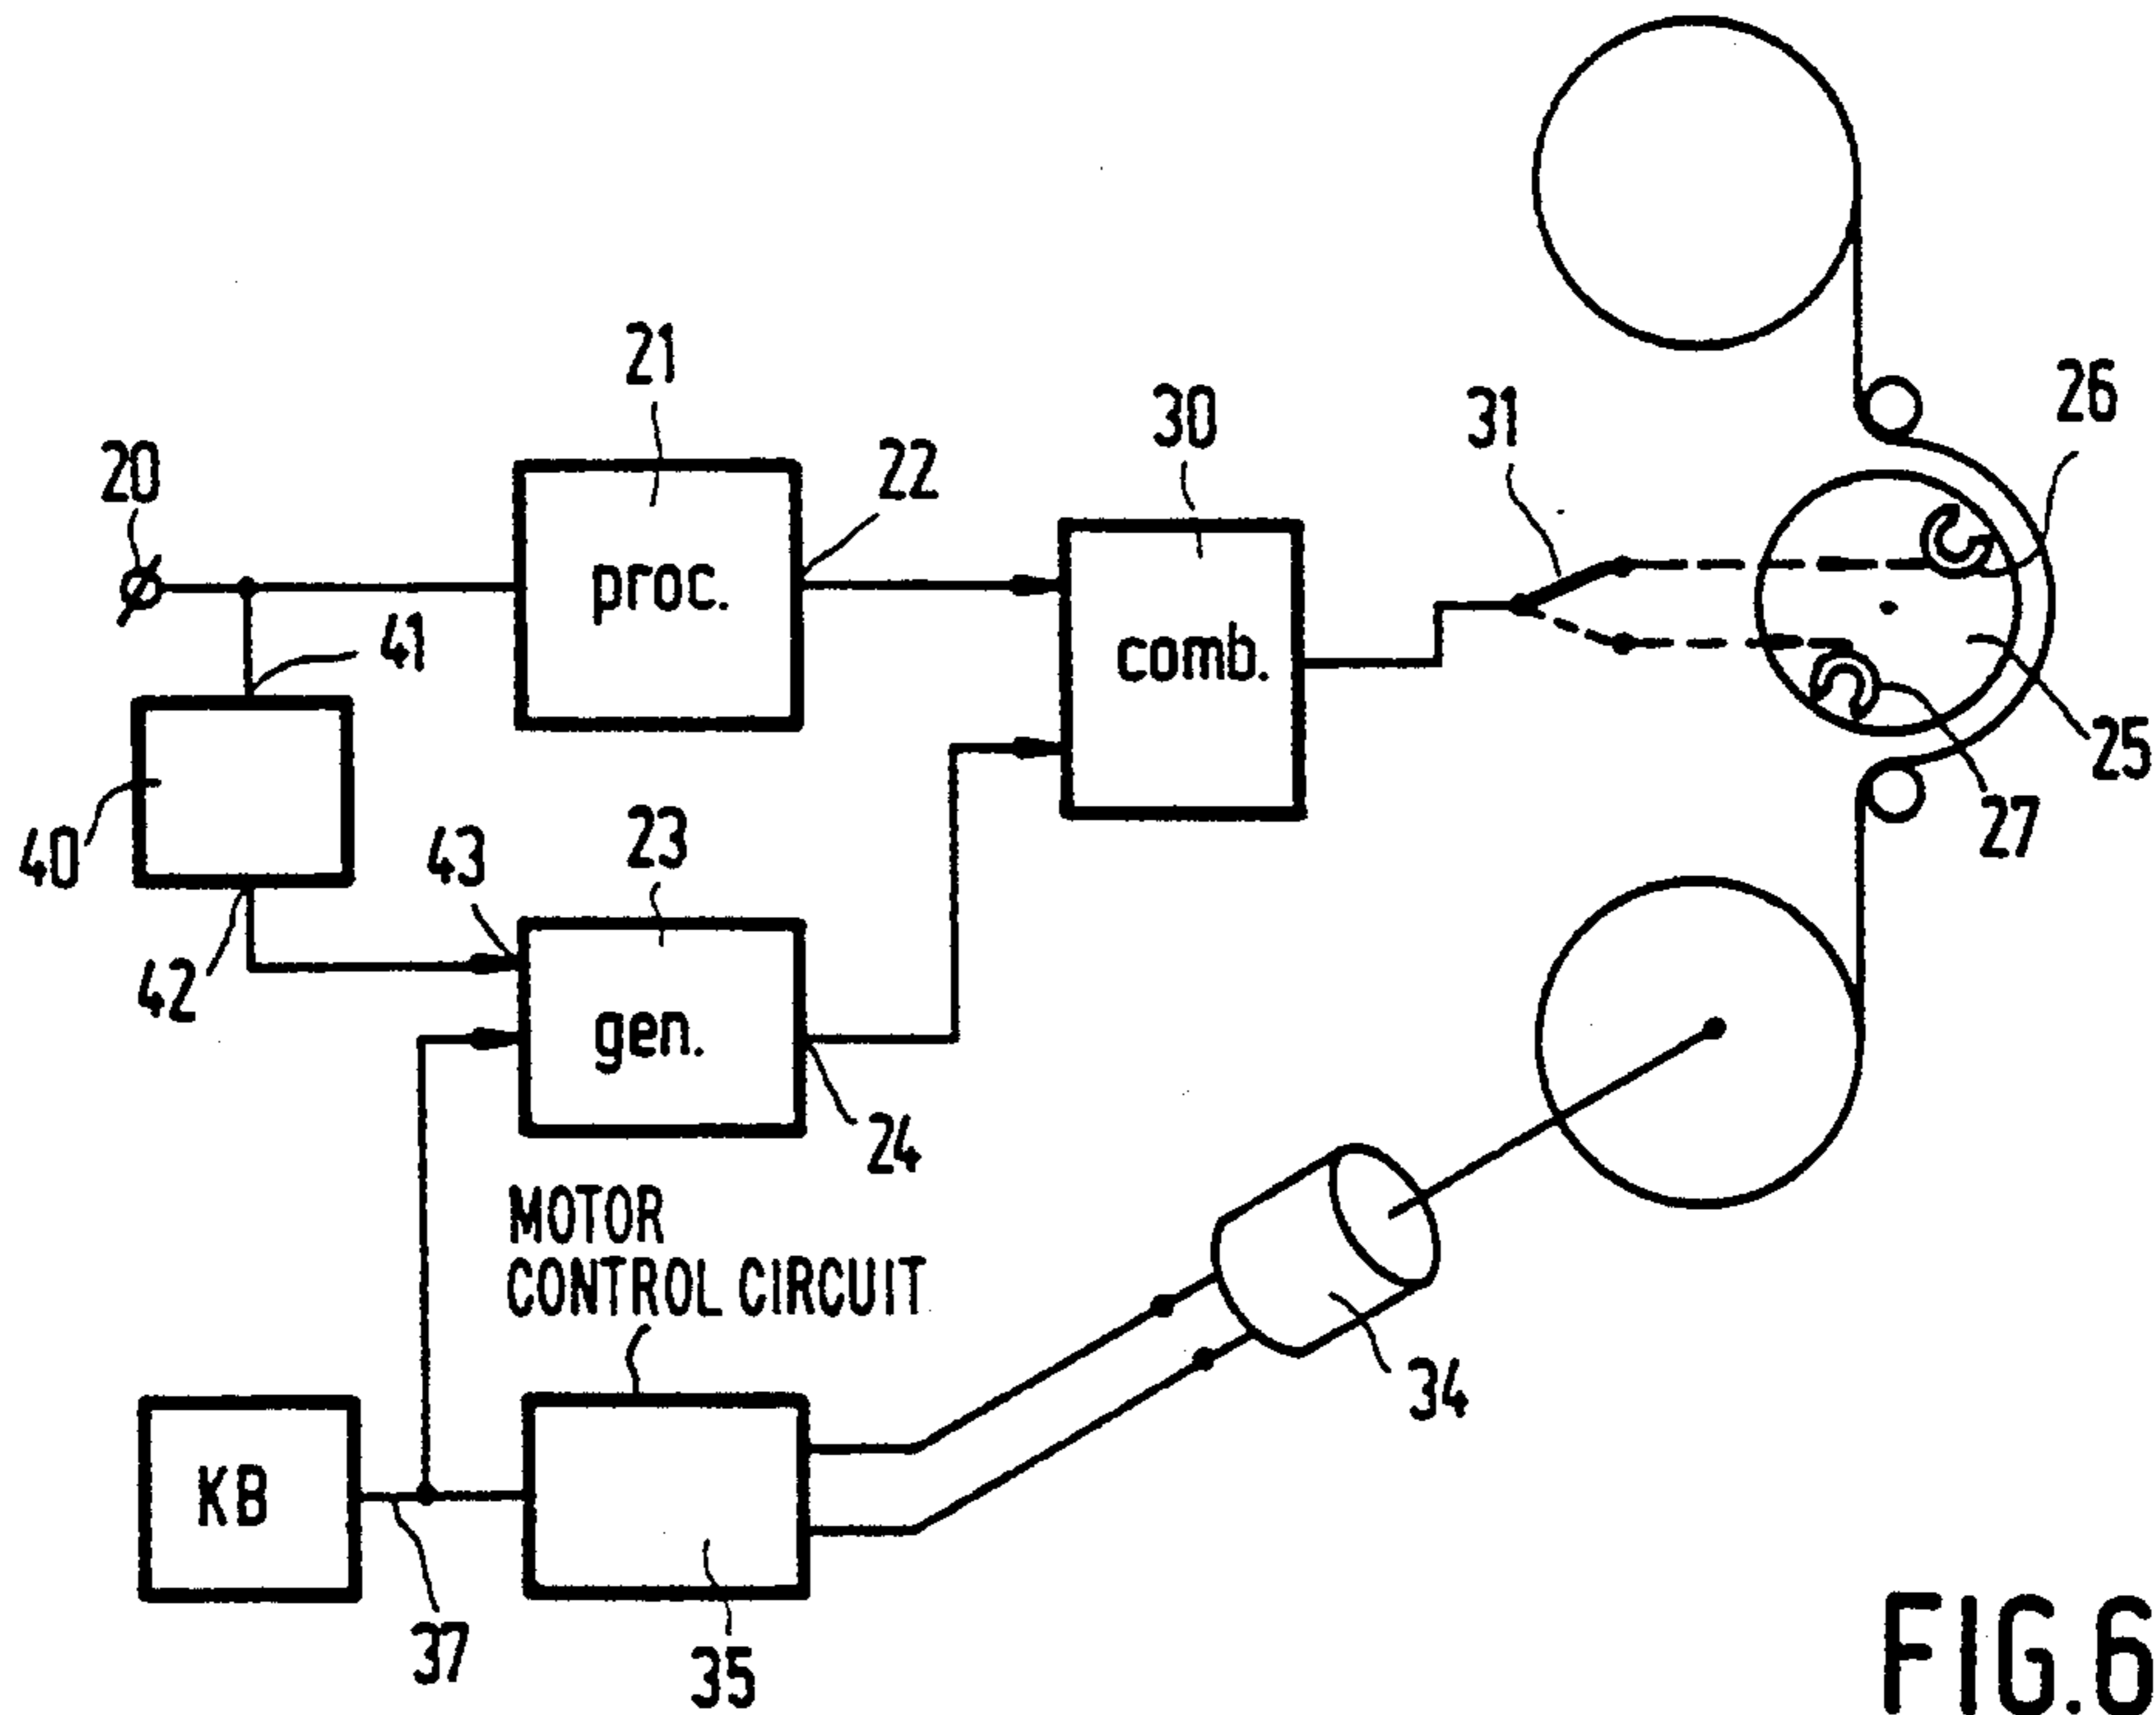 21
26
30
31
20
22
proc.
41
comb.
25
40
43
23
27
42
gen.
24
MOTOR
CONTROL CIRCUIT
34
KB
37
35
FIG.6